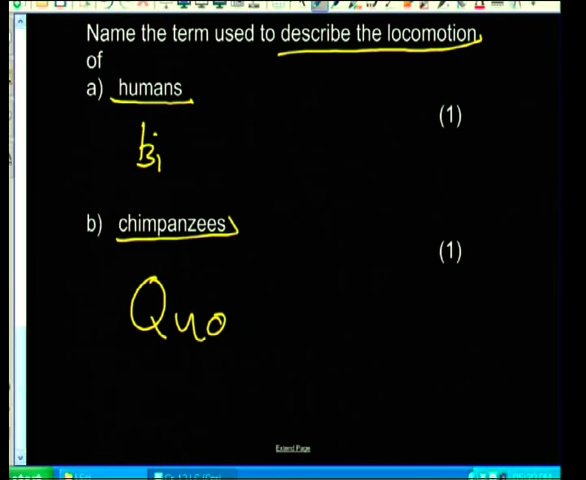 Name the term used to describe the locomotion
of
a) humans
(1)
Bi
b) chimpanzees
(1)
Quo
Extend Page